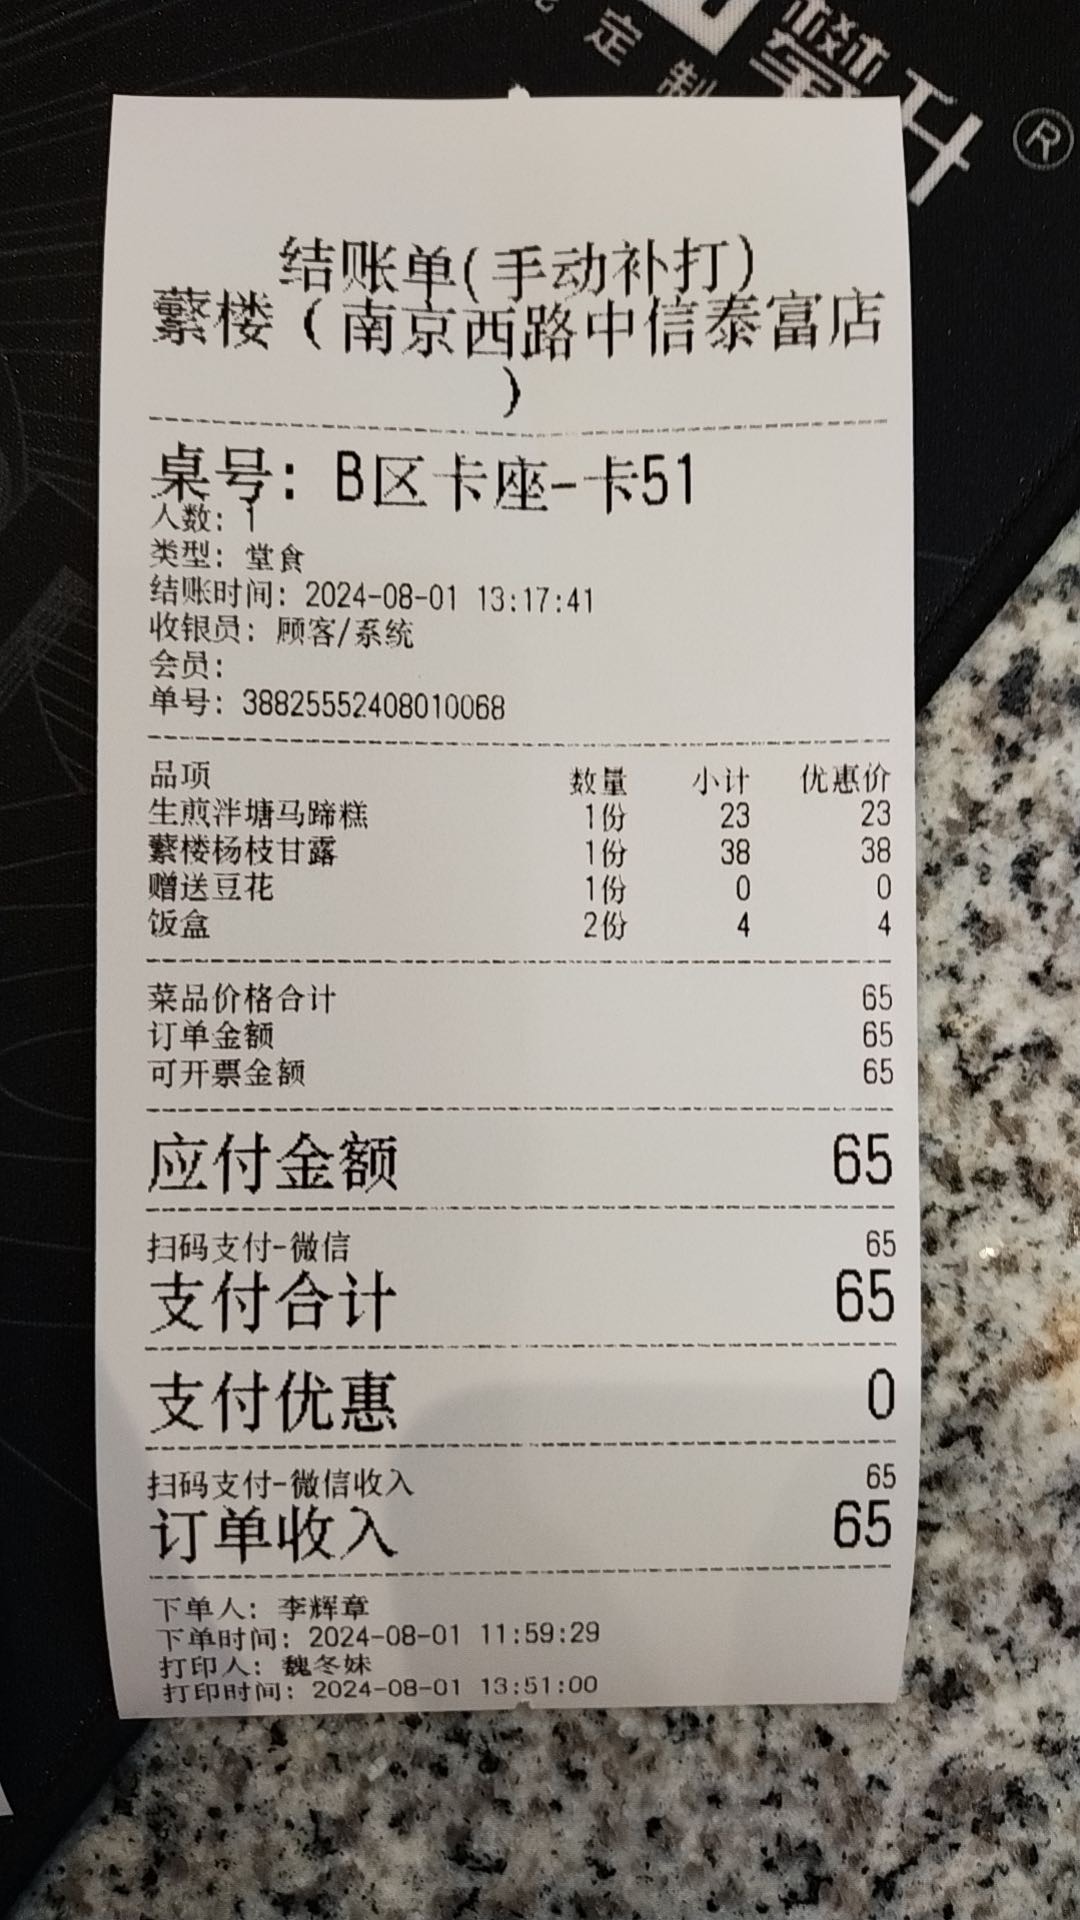 定制
攀升
®
结账单(手动补打)
蘩楼（南京西路中信泰富店
）
桌号: B区卡座-卡51
人数: 1
类型: 堂食
结账时间: 2024-08-01 13:17:41
收银员: 顾客/系统
会员:
单号: 38825552408010068
品项 数量 小计 优惠价
生煎泮塘马蹄糕 1份 23 23
蘩楼杨枝甘露 1份 38 38
赠送豆花 1份 0 0
饭盒 2份 4 4
菜品价格合计 65
订单金额 65
可开票金额 65
应付金额 65
扫码支付-微信 65
支付合计 65
支付优惠 0
扫码支付-微信收入 65
订单收入 65
下单人: 李辉章
下单时间: 2024-08-01 11:59:29
打印人: 魏冬妹
打印时间: 2024-08-01 13:51:00